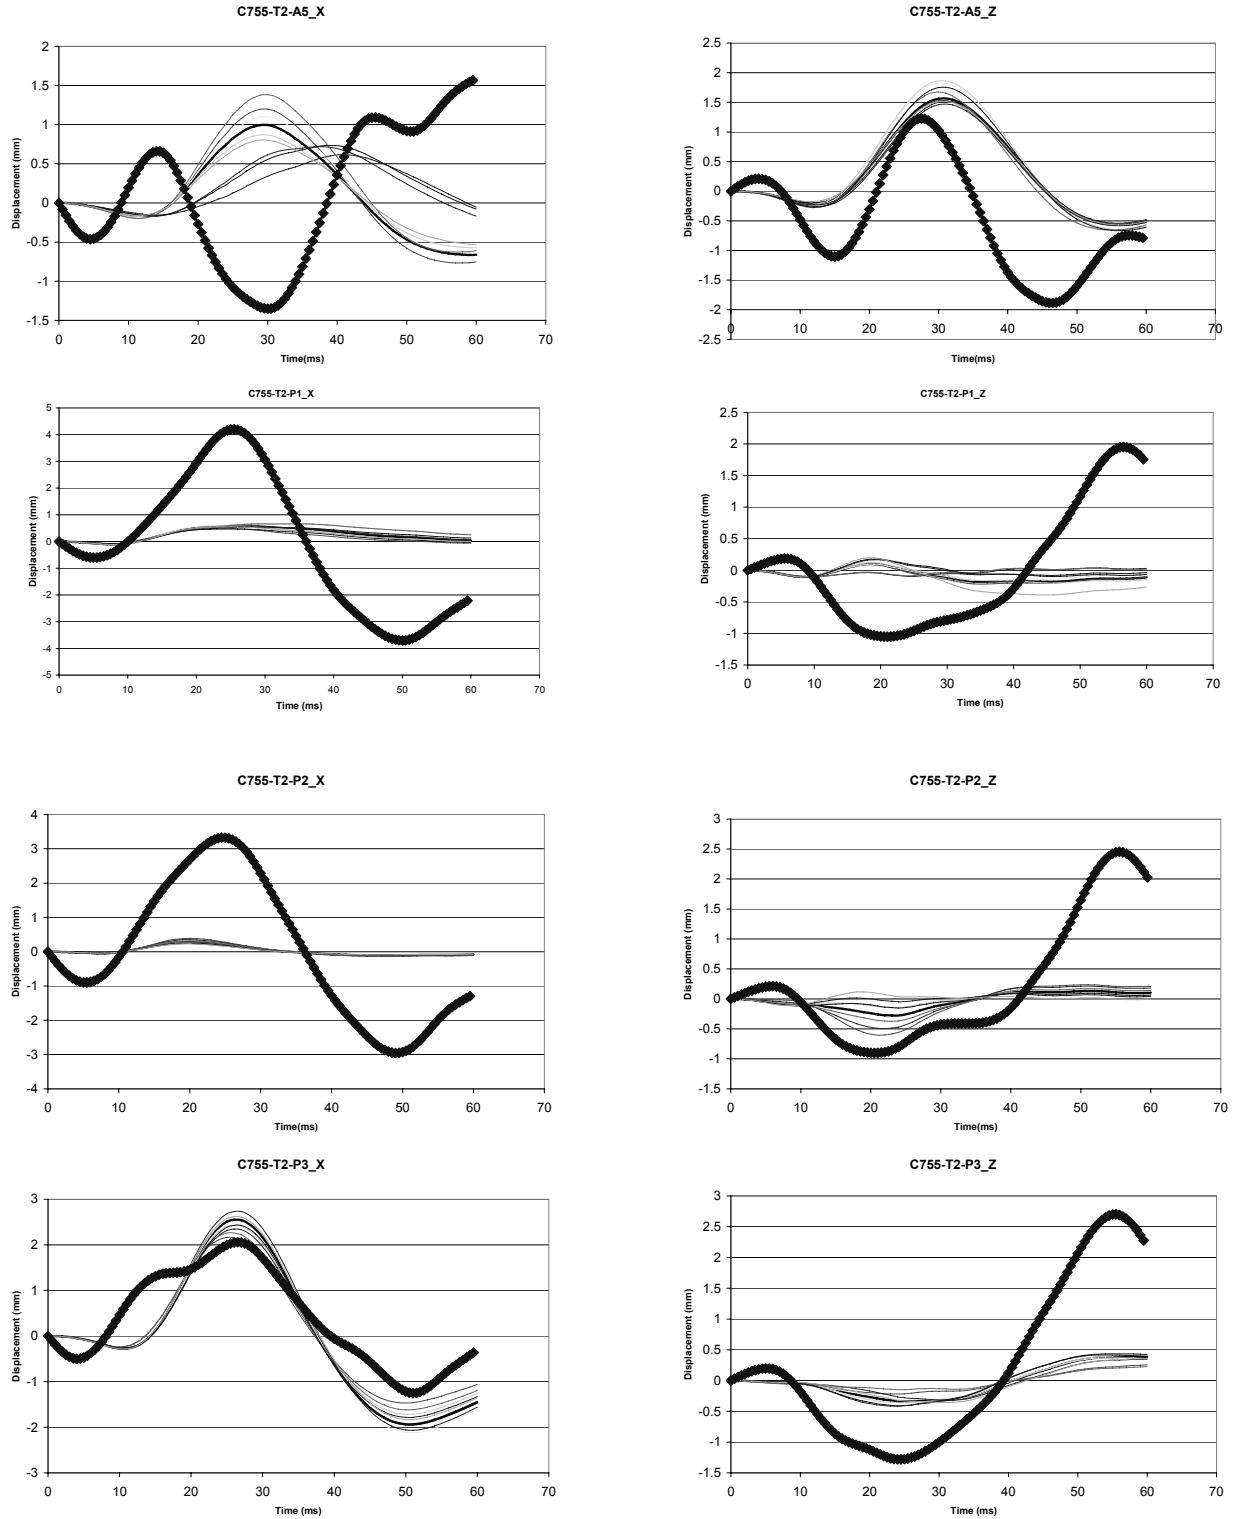 C755-T2-A5_X
2
1.5
1
0.5
0
-0.5
-1
-1.5
Displacement (mm)
0 10 20 30 40 50 60 70
Time(ms)
C755-T2-A5_Z
2.5
2
1.5
1
0.5
0
-0.5
-1
-1.5
-2
-2.5
Displacement (mm)
0 10 20 30 40 50 60 70
Time(ms)
C755-T2-P1_X
5
4
3
2
1
0
-1
-2
-3
-4
-5
Displacement (mm)
0 10 20 30 40 50 60 70
Time (ms)
C755-T2-P1_Z
2.5
2
1.5
1
0.5
0
-0.5
-1
-1.5
Displacement (mm)
0 10 20 30 40 50 60 70
Time (ms)
C755-T2-P2_X
4
3
2
1
0
-1
-2
-3
-4
Displacement (mm)
0 10 20 30 40 50 60 70
Time(ms)
C755-T2-P2_Z
3
2.5
2
1.5
1
0.5
0
-0.5
-1
-1.5
Displacement (mm)
0 10 20 30 40 50 60 70
Time(ms)
C755-T2-P3_X
3
2
1
0
-1
-2
-3
Displacement (mm)
0 10 20 30 40 50 60 70
Time (ms)
C755-T2-P3_Z
3
2.5
2
1.5
1
0.5
0
-0.5
-1
-1.5
Displacement (mm)
0 10 20 30 40 50 60 70
Time (ms)